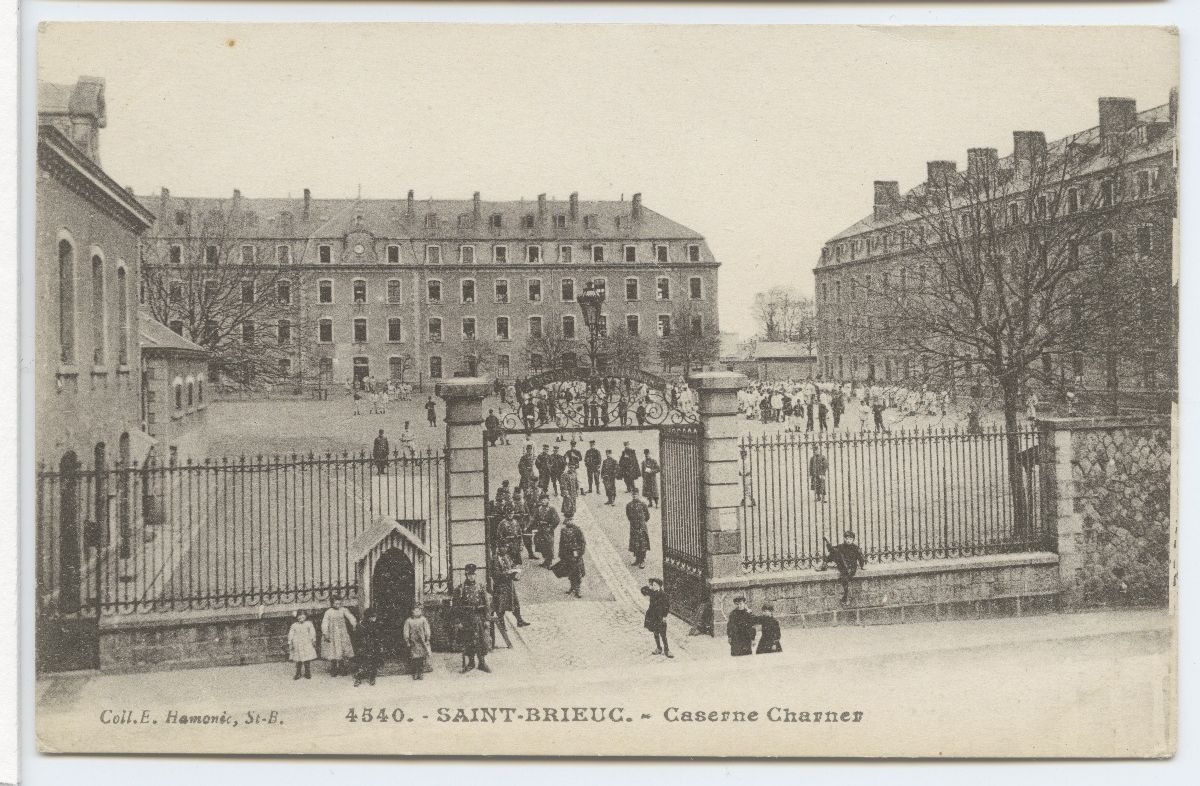 Coll. E. Hamonic, St-B. 4540. - SAINT-BRIEUC. - Caserne Charner